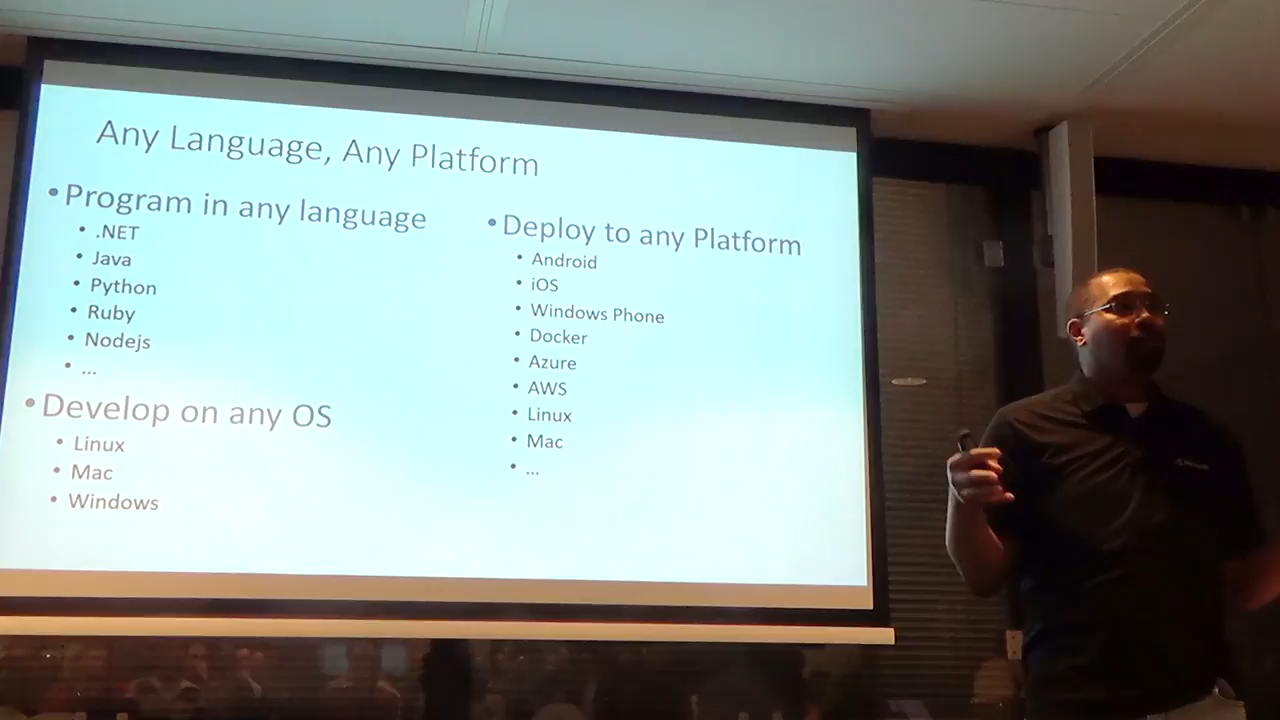 Any Language, Any Platform
• Program in any language
• .NET
• Java
• Python
• Ruby
• Nodejs
• ...
• Develop on any OS
• Linux
• Mac
• Windows
• Deploy to any Platform
• Android
• iOS
• Windows Phone
• Docker
• Azure
• AWS
• Linux
• Mac
• ...